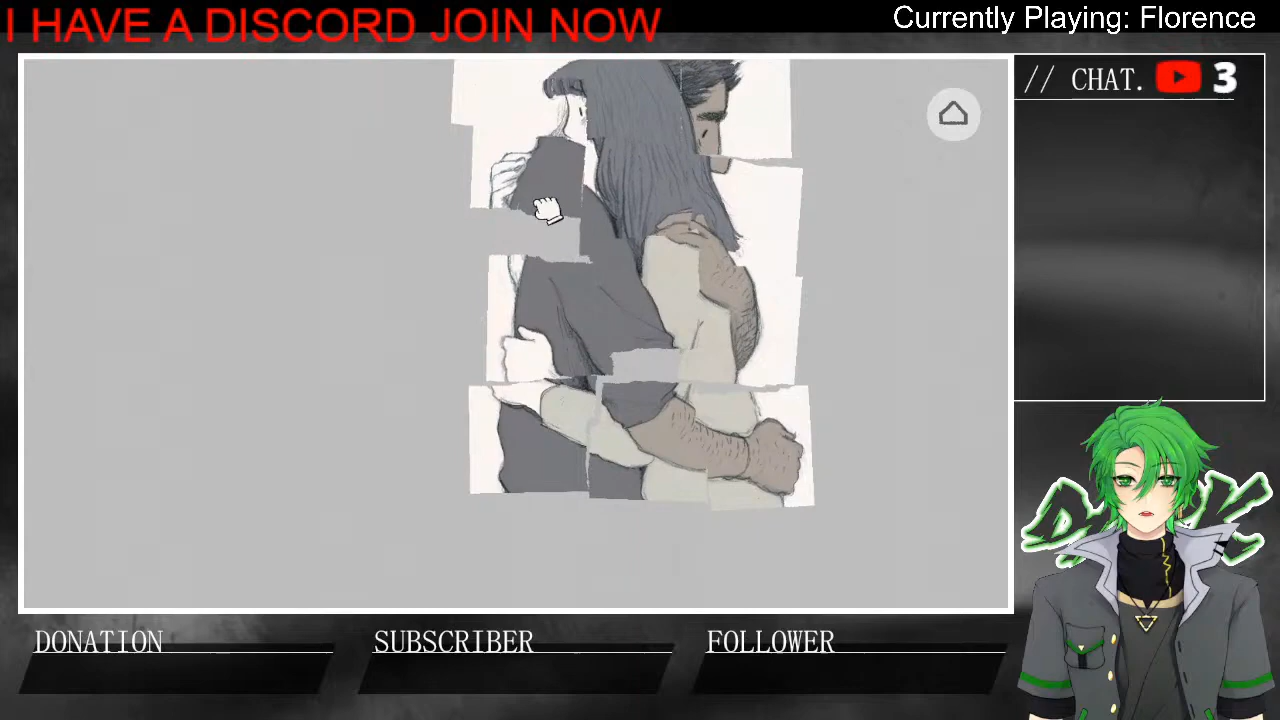 I HAVE A DISCORD JOIN NOW
Currently Playing: Florence
// CHAT. 3
DONATION
SUBSCRIBER
FOLLOWER